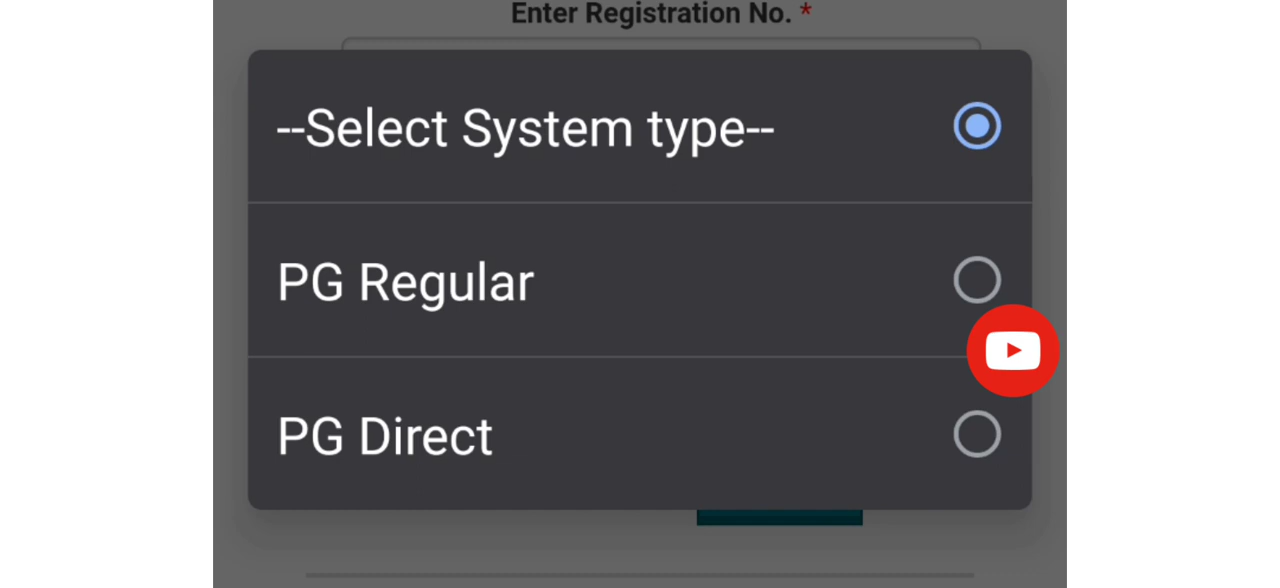 Enter Registration No. *
--Select System type--
PG Regular
PG Direct